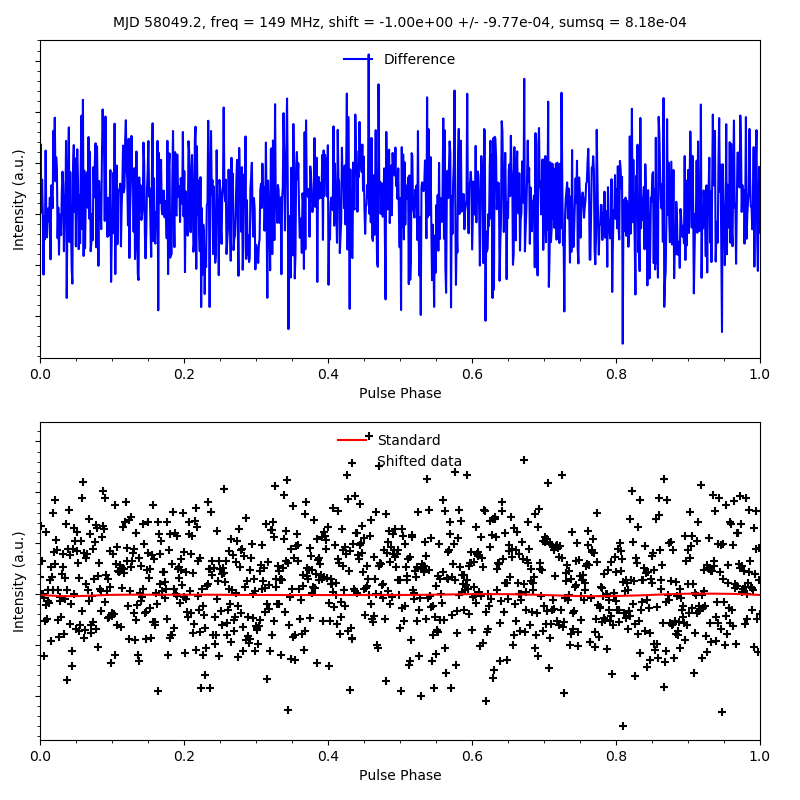 MJD 58049.2, freq = 149 MHz, shift = -1.00e+00 +/- -9.77e-04, sumsq = 8.18e-04
Difference
Intensity (a.u.)
0.0 0.2 0.4 0.6 0.8 1.0
Pulse Phase
Standard
Shifted data
Intensity (a.u.)
0.0 0.2 0.4 0.6 0.8 1.0
Pulse Phase